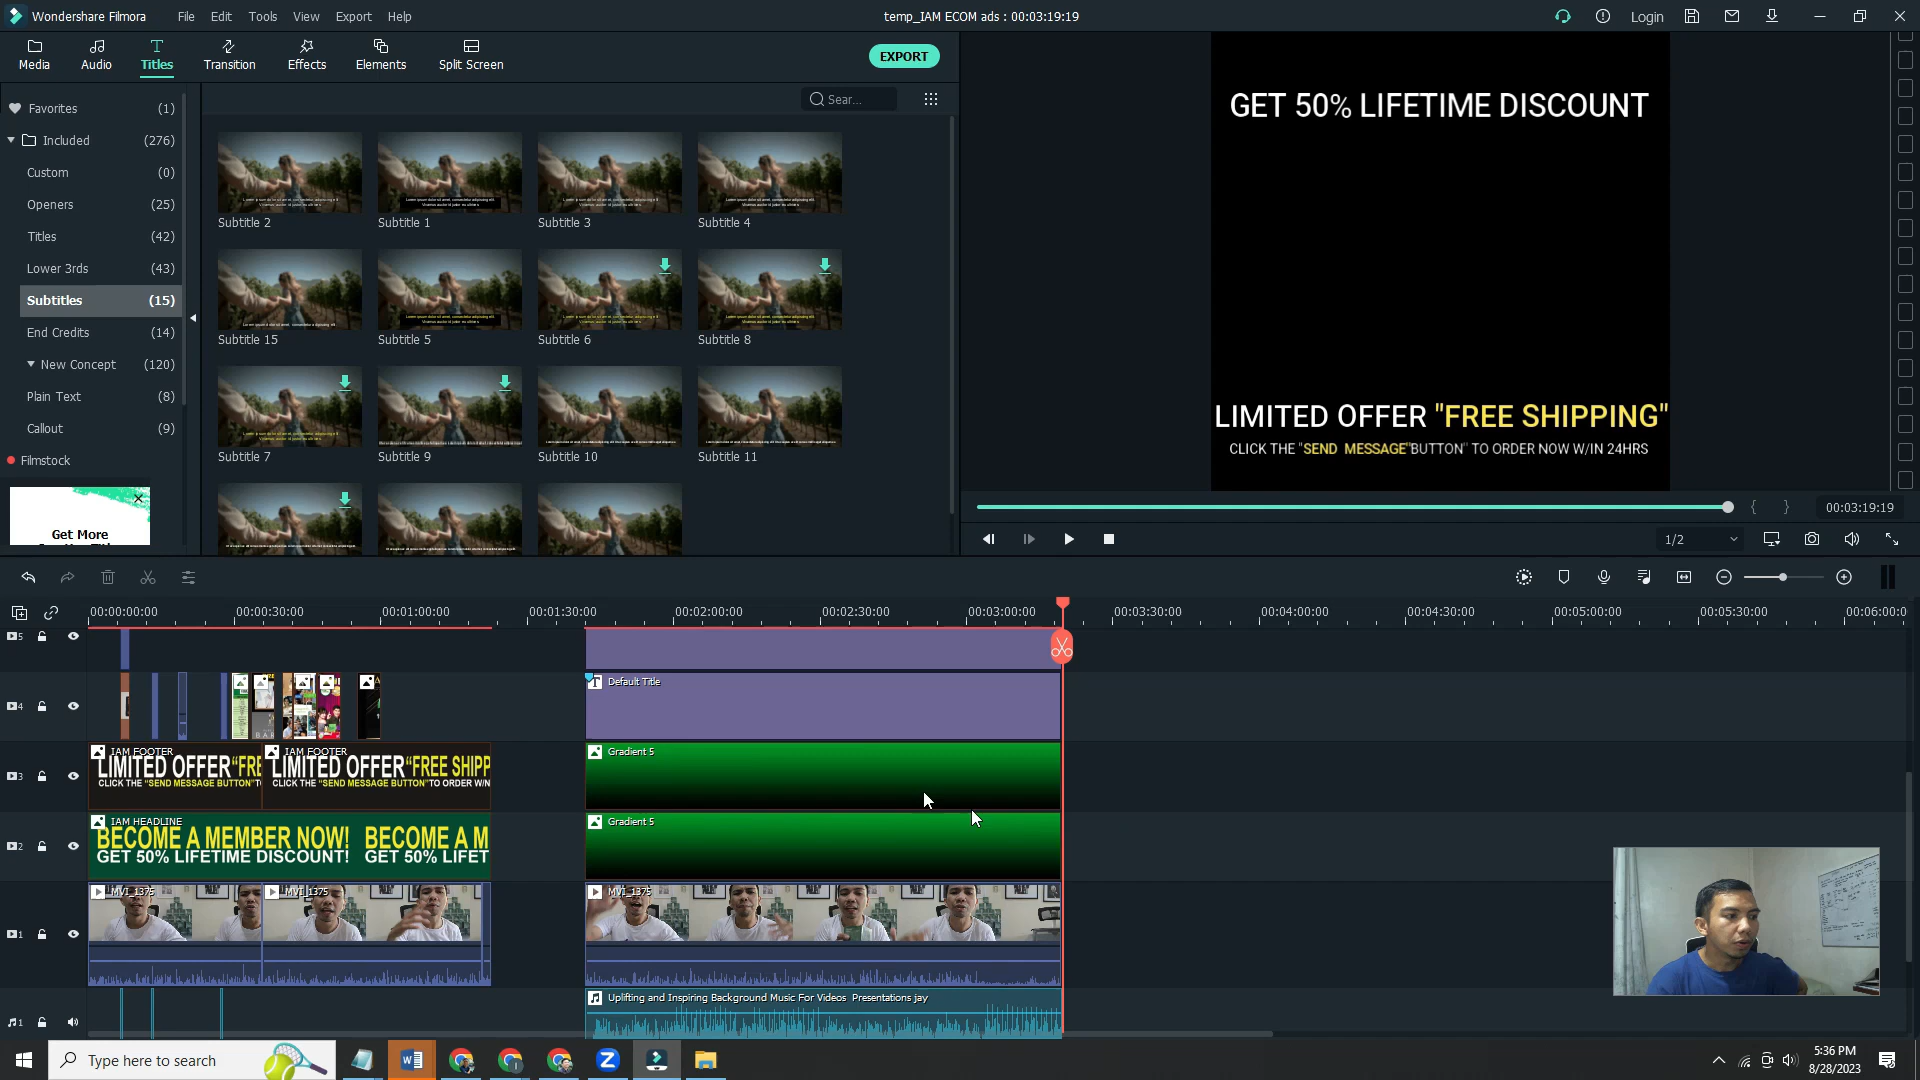 Wondershare Filmora
File Edit Tools View Export Help
temp_IAM ECOM ads : 00:03:19:19
Login
Media Audio Titles Transition Effects Elements Split Screen
EXPORT
Favorites (1)
Included (276)
Custom (0)
Openers (25)
Titles (42)
Lower 3rds (43)
Subtitles (15)
End Credits (14)
New Concept (120)
Plain Text (8)
Callout (9)
Filmstock
Get More
Sear...
Subtitle 2 Subtitle 1 Subtitle 3 Subtitle 4
Subtitle 15 Subtitle 5 Subtitle 6 Subtitle 8
Subtitle 7 Subtitle 9 Subtitle 10 Subtitle 11
GET 50% LIFETIME DISCOUNT
LIMITED OFFER "FREE SHIPPING"
CLICK THE "SEND MESSAGE" BUTTON" TO ORDER NOW W/IN 24HRS
00:03:19:19
1/2
00:00:00:00 00:00:30:00 00:01:00:00 00:01:30:00 00:02:00:00 00:02:30:00 00:03:00:00 00:03:30:00 00:04:00:00 00:04:30:00 00:05:00:00 00:05:30:00 00:06:00:0
5
4
Default Title
3
IAM FOOTER IAM FOOTER
LIMITED OFFER "FRE LIMITED OFFER "FREE SHIPP
CLICK THE "SEND MESSAGE BUTTON" T CLICK THE "SEND MESSAGE BUTTON" TO ORDER W/N
Gradient 5
2
IAM HEADLINE
BECOME A MEMBER NOW! BECOME A M
GET 50% LIFETIME DISCOUNT! GET 50% LIFET
Gradient 5
1
MVI_1375 MVI_1375 MVI_1375
1
Uplifting and Inspiring Background Music For Videos Presentations jay
Type here to search
5:36 PM
8/28/2023